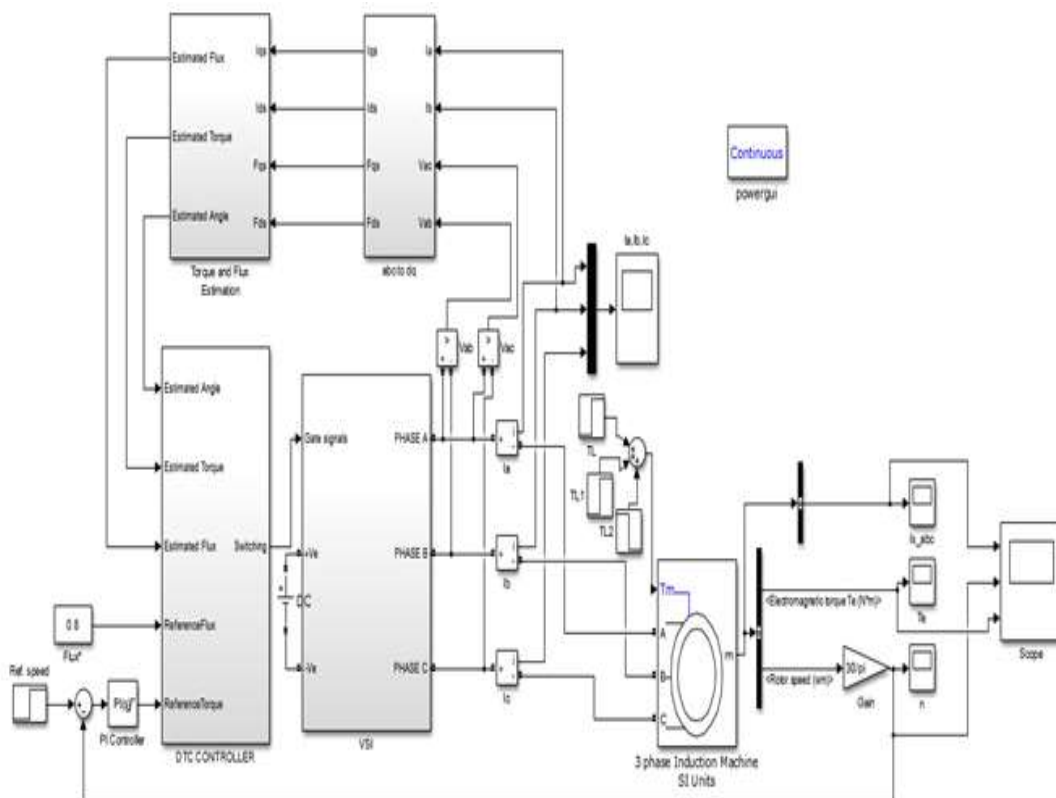 Estimated Flux
Estimated Torque
Estimated Angle
Iqs
Ids
Fqs
Fds
Torque and Flux
Estimation
Iqs
Ids
Fqs
Fds
Ia
Ib
Vac
Vab
abc to dq
Continuous
powergui
Ia,Ib,Ic
Vab
Vac
Estimated Angle
Estimated Torque
Estimated Flux
ReferenceFlux
ReferenceTorque
Switching
DTC CONTROLLER
0.8
Flux*
Ref. speed
PI Controller
Gate signals
+Ve
-Ve
PHASE A
PHASE B
PHASE C
VSI
DC
Ia
Ib
Ic
TL
TL1
TL2
Tm
A
B
C
m
3 phase Induction Machine
SI Units
<Electromagnetic torque Te (N*m)>
<Rotor speed (wm)>
30/pi
Gain
Is_abc
Te
n
Scope